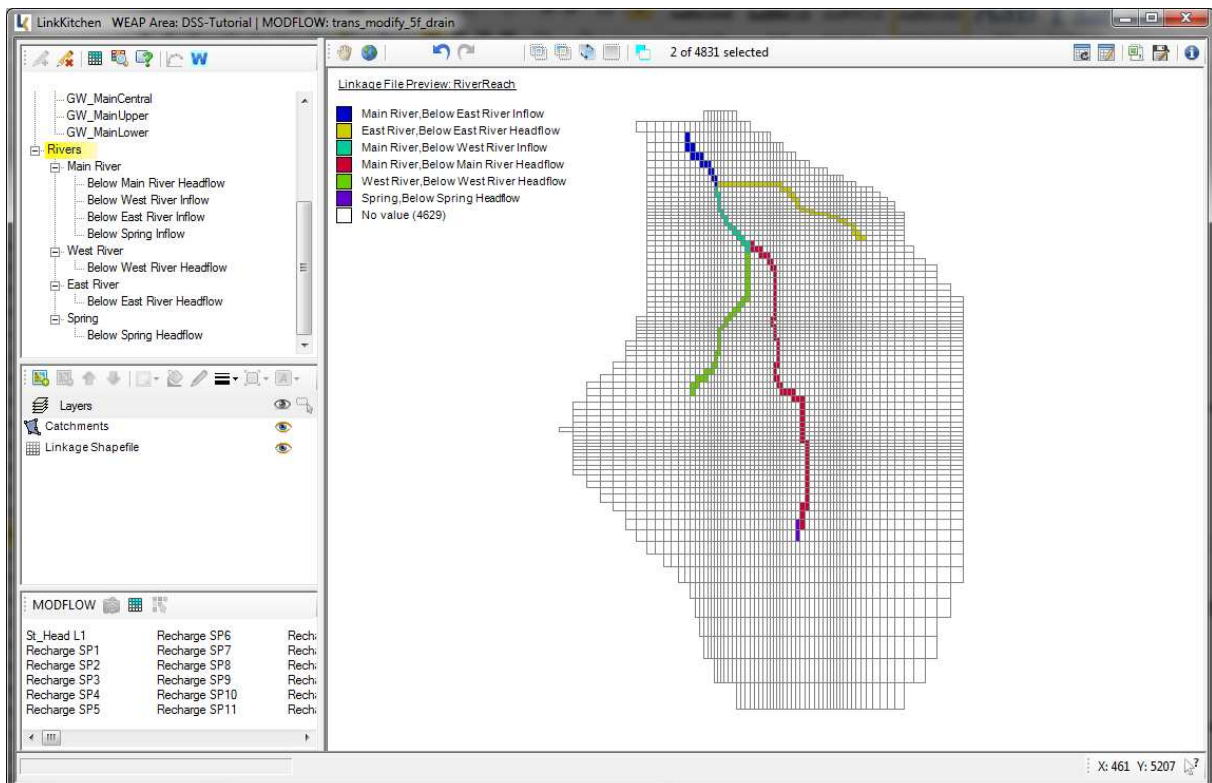 LinkKitchen WEAP Area: DSS-Tutorial | MODFLOW: trans_modify_5f_drain
W
2 of 4831 selected
GW_MainCentral
GW_MainUpper
GW_MainLower
Rivers
Main River
Below Main River Headflow
Below West River Inflow
Below East River Inflow
Below Spring Inflow
West River
Below West River Headflow
East River
Below East River Headflow
Spring
Below Spring Headflow
Layers
Catchments
Linkage Shapefile
MODFLOW
St_Head L1 Recharge SP6 Rech
Recharge SP1 Recharge SP7 Rech
Recharge SP2 Recharge SP8 Rech
Recharge SP3 Recharge SP9 Rech
Recharge SP4 Recharge SP10 Rech
Recharge SP5 Recharge SP11 Rech
Linkage File Preview: RiverReach
Main River,Below East River Inflow
East River,Below East River Headflow
Main River,Below West River Inflow
Main River,Below Main River Headflow
West River,Below West River Headflow
Spring,Below Spring Headflow
No value (4629)
X: 461 Y: 5207